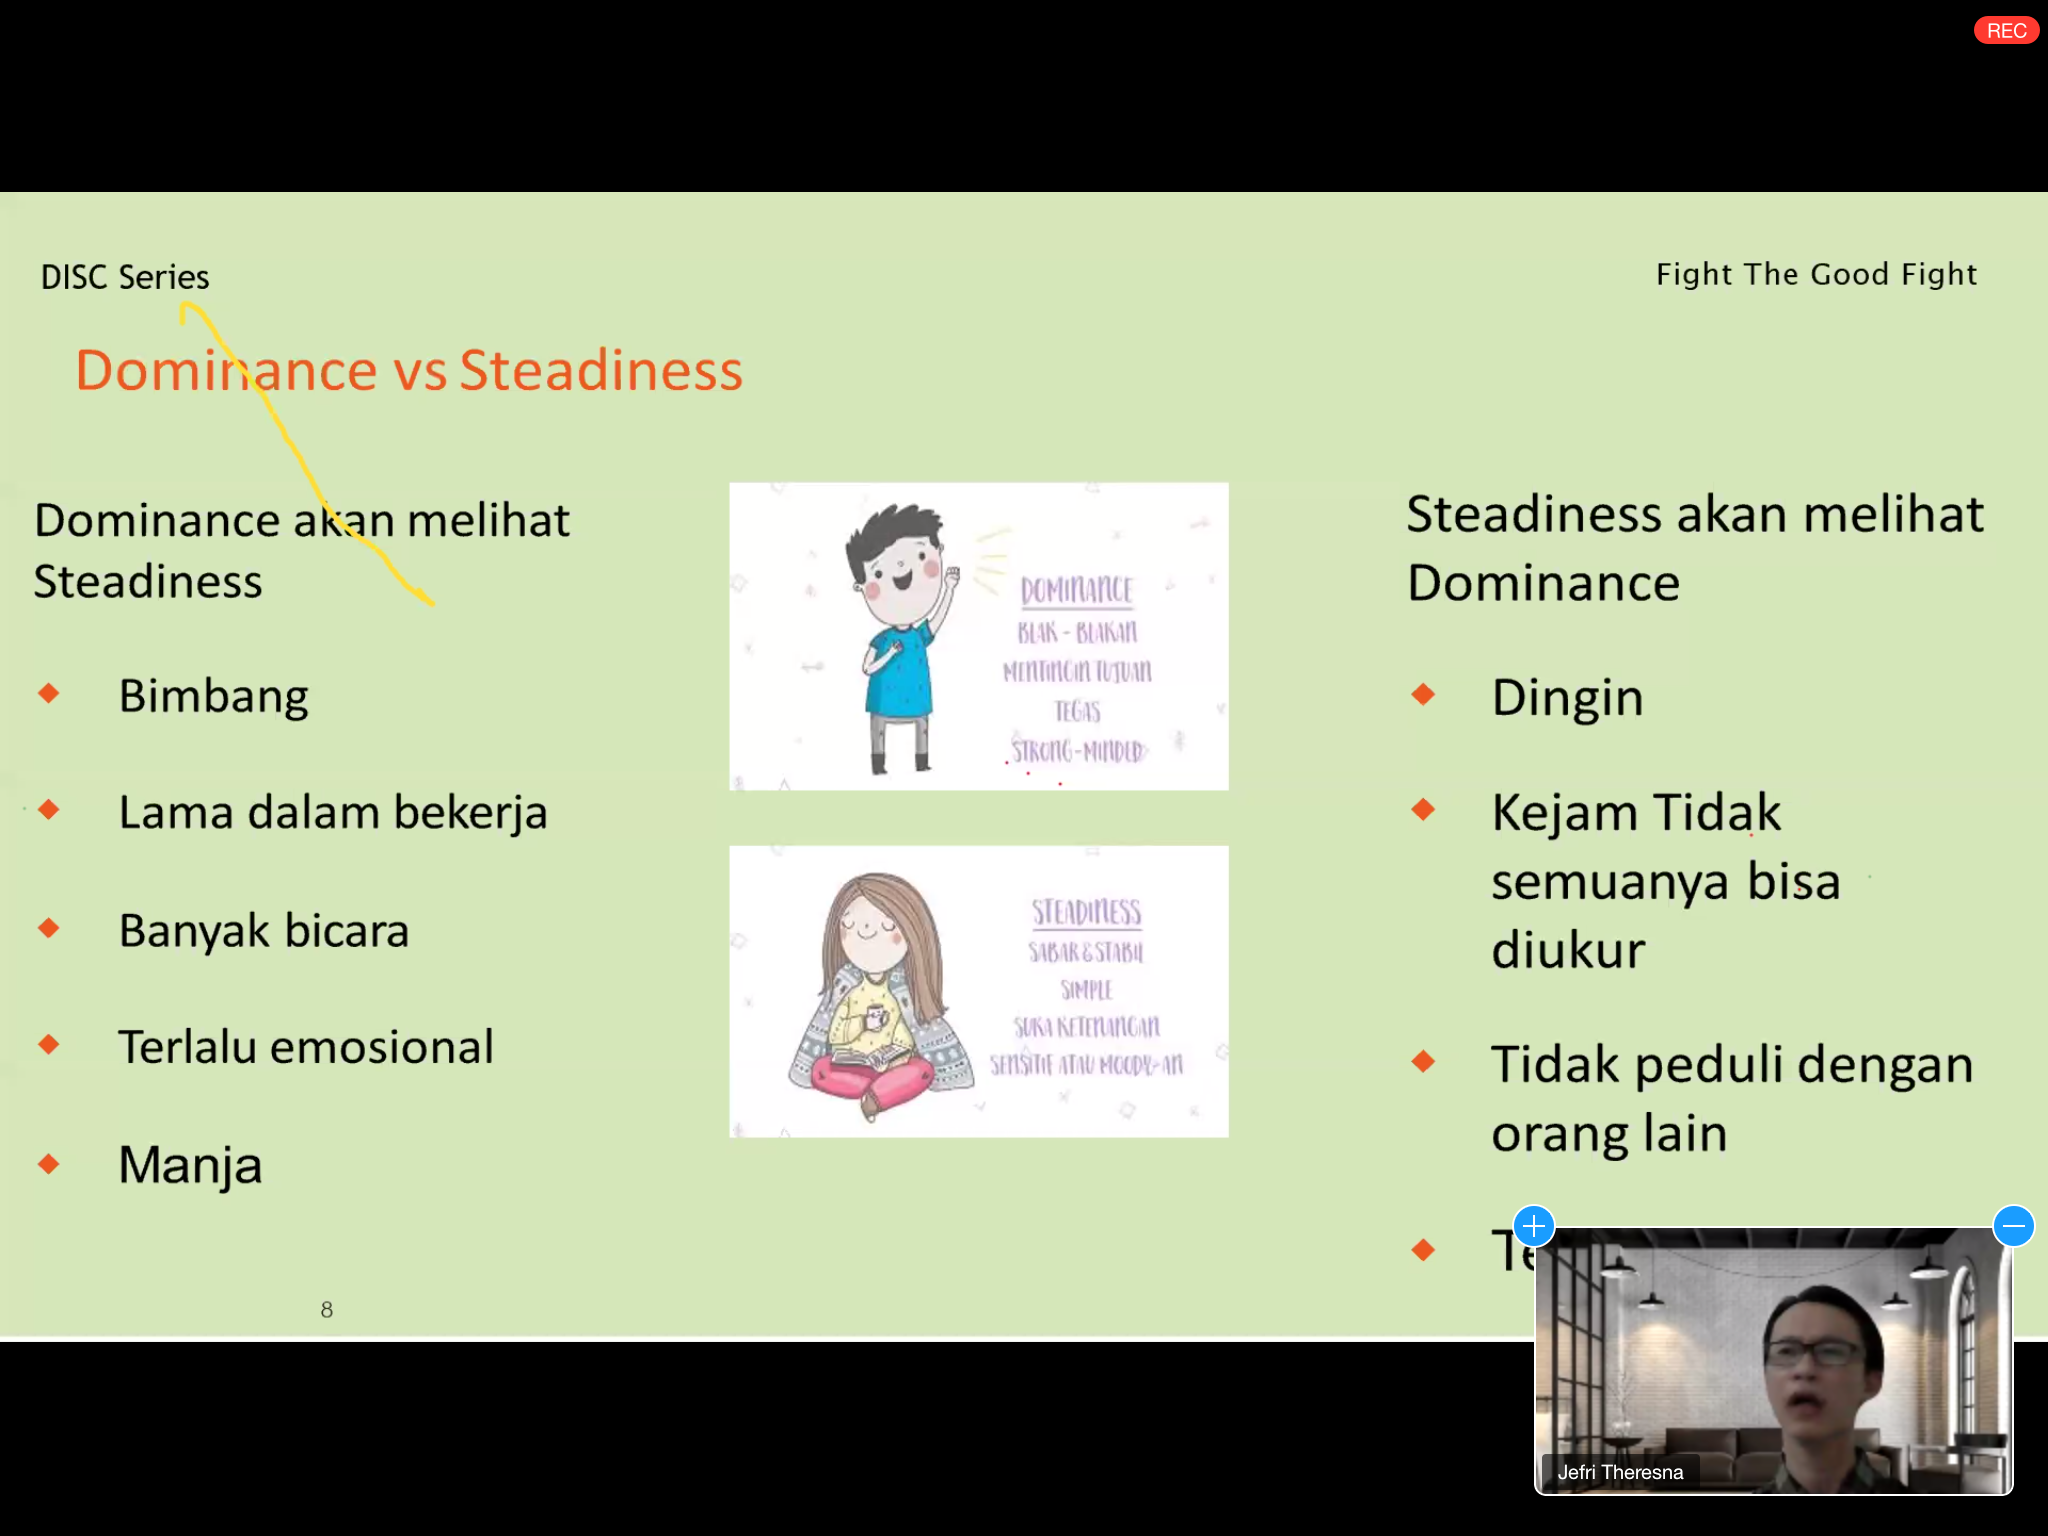 REC
DISC Series
Fight The Good Fight
Dominance vs Steadiness
Dominance akan melihat
Steadiness
Bimbang
Lama dalam bekerja
Banyak bicara
Terlalu emosional
Manja
DOMINANCE
BLAK - BLAKAN
MENTINGIN TUJUAN
TEGAS
STRONG-MINDED
STEADINESS
SABAR & STABIL
SIMPLE
SUKA KETENANGAN
SENSITIF ATAU MOODY-AN
Steadiness akan melihat
Dominance
Dingin
Kejam Tidak
semuanya bisa
diukur
Tidak peduli dengan
orang lain
8
Jefri Theresna